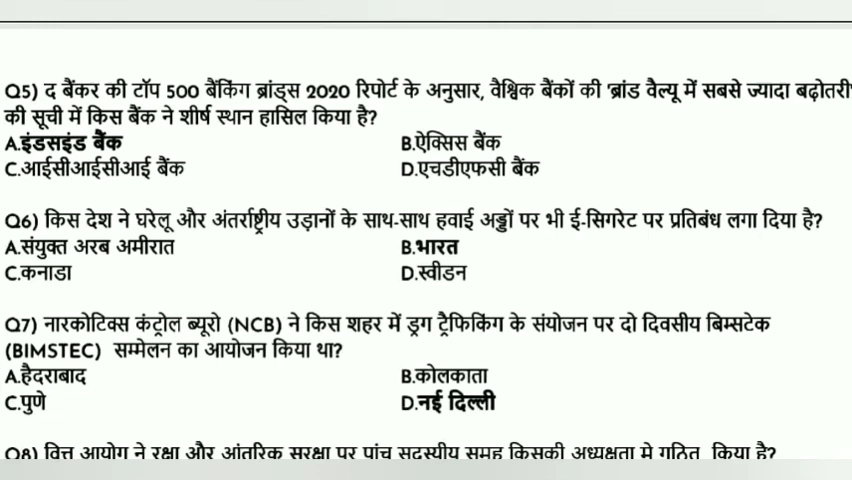 Q5) द बैंकर की टॉप 500 बैंकिंग ब्रांड्स 2020 रिपोर्ट के अनुसार, वैश्विक बैंकों की 'ब्रांड वैल्यू में सबसे ज्यादा बढ़ोतरी'
की सूची में किस बैंक ने शीर्ष स्थान हासिल किया है?
A.इंडसइंड बैंक B.ऐक्सिस बैंक
C.आईसीआईसीआई बैंक D.एचडीएफसी बैंक
Q6) किस देश ने घरेलू और अंतर्राष्ट्रीय उड़ानों के साथ-साथ हवाई अड्डों पर भी ई-सिगरेट पर प्रतिबंध लगा दिया है?
A.संयुक्त अरब अमीरात B.भारत
C.कनाडा D.स्वीडन
Q7) नारकोटिक्स कंट्रोल ब्यूरो (NCB) ने किस शहर में ड्रग ट्रैफिकिंग के संयोजन पर दो दिवसीय बिम्सटेक
(BIMSTEC) सम्मेलन का आयोजन किया था?
A.हैदराबाद B.कोलकाता
C.पुणे D.नई दिल्ली
Q8) वित्त आयोग ने रक्षा और आंतरिक सुरक्षा पर पांच सदस्यीय समूह किसकी अध्यक्षता मे गठित किया है?